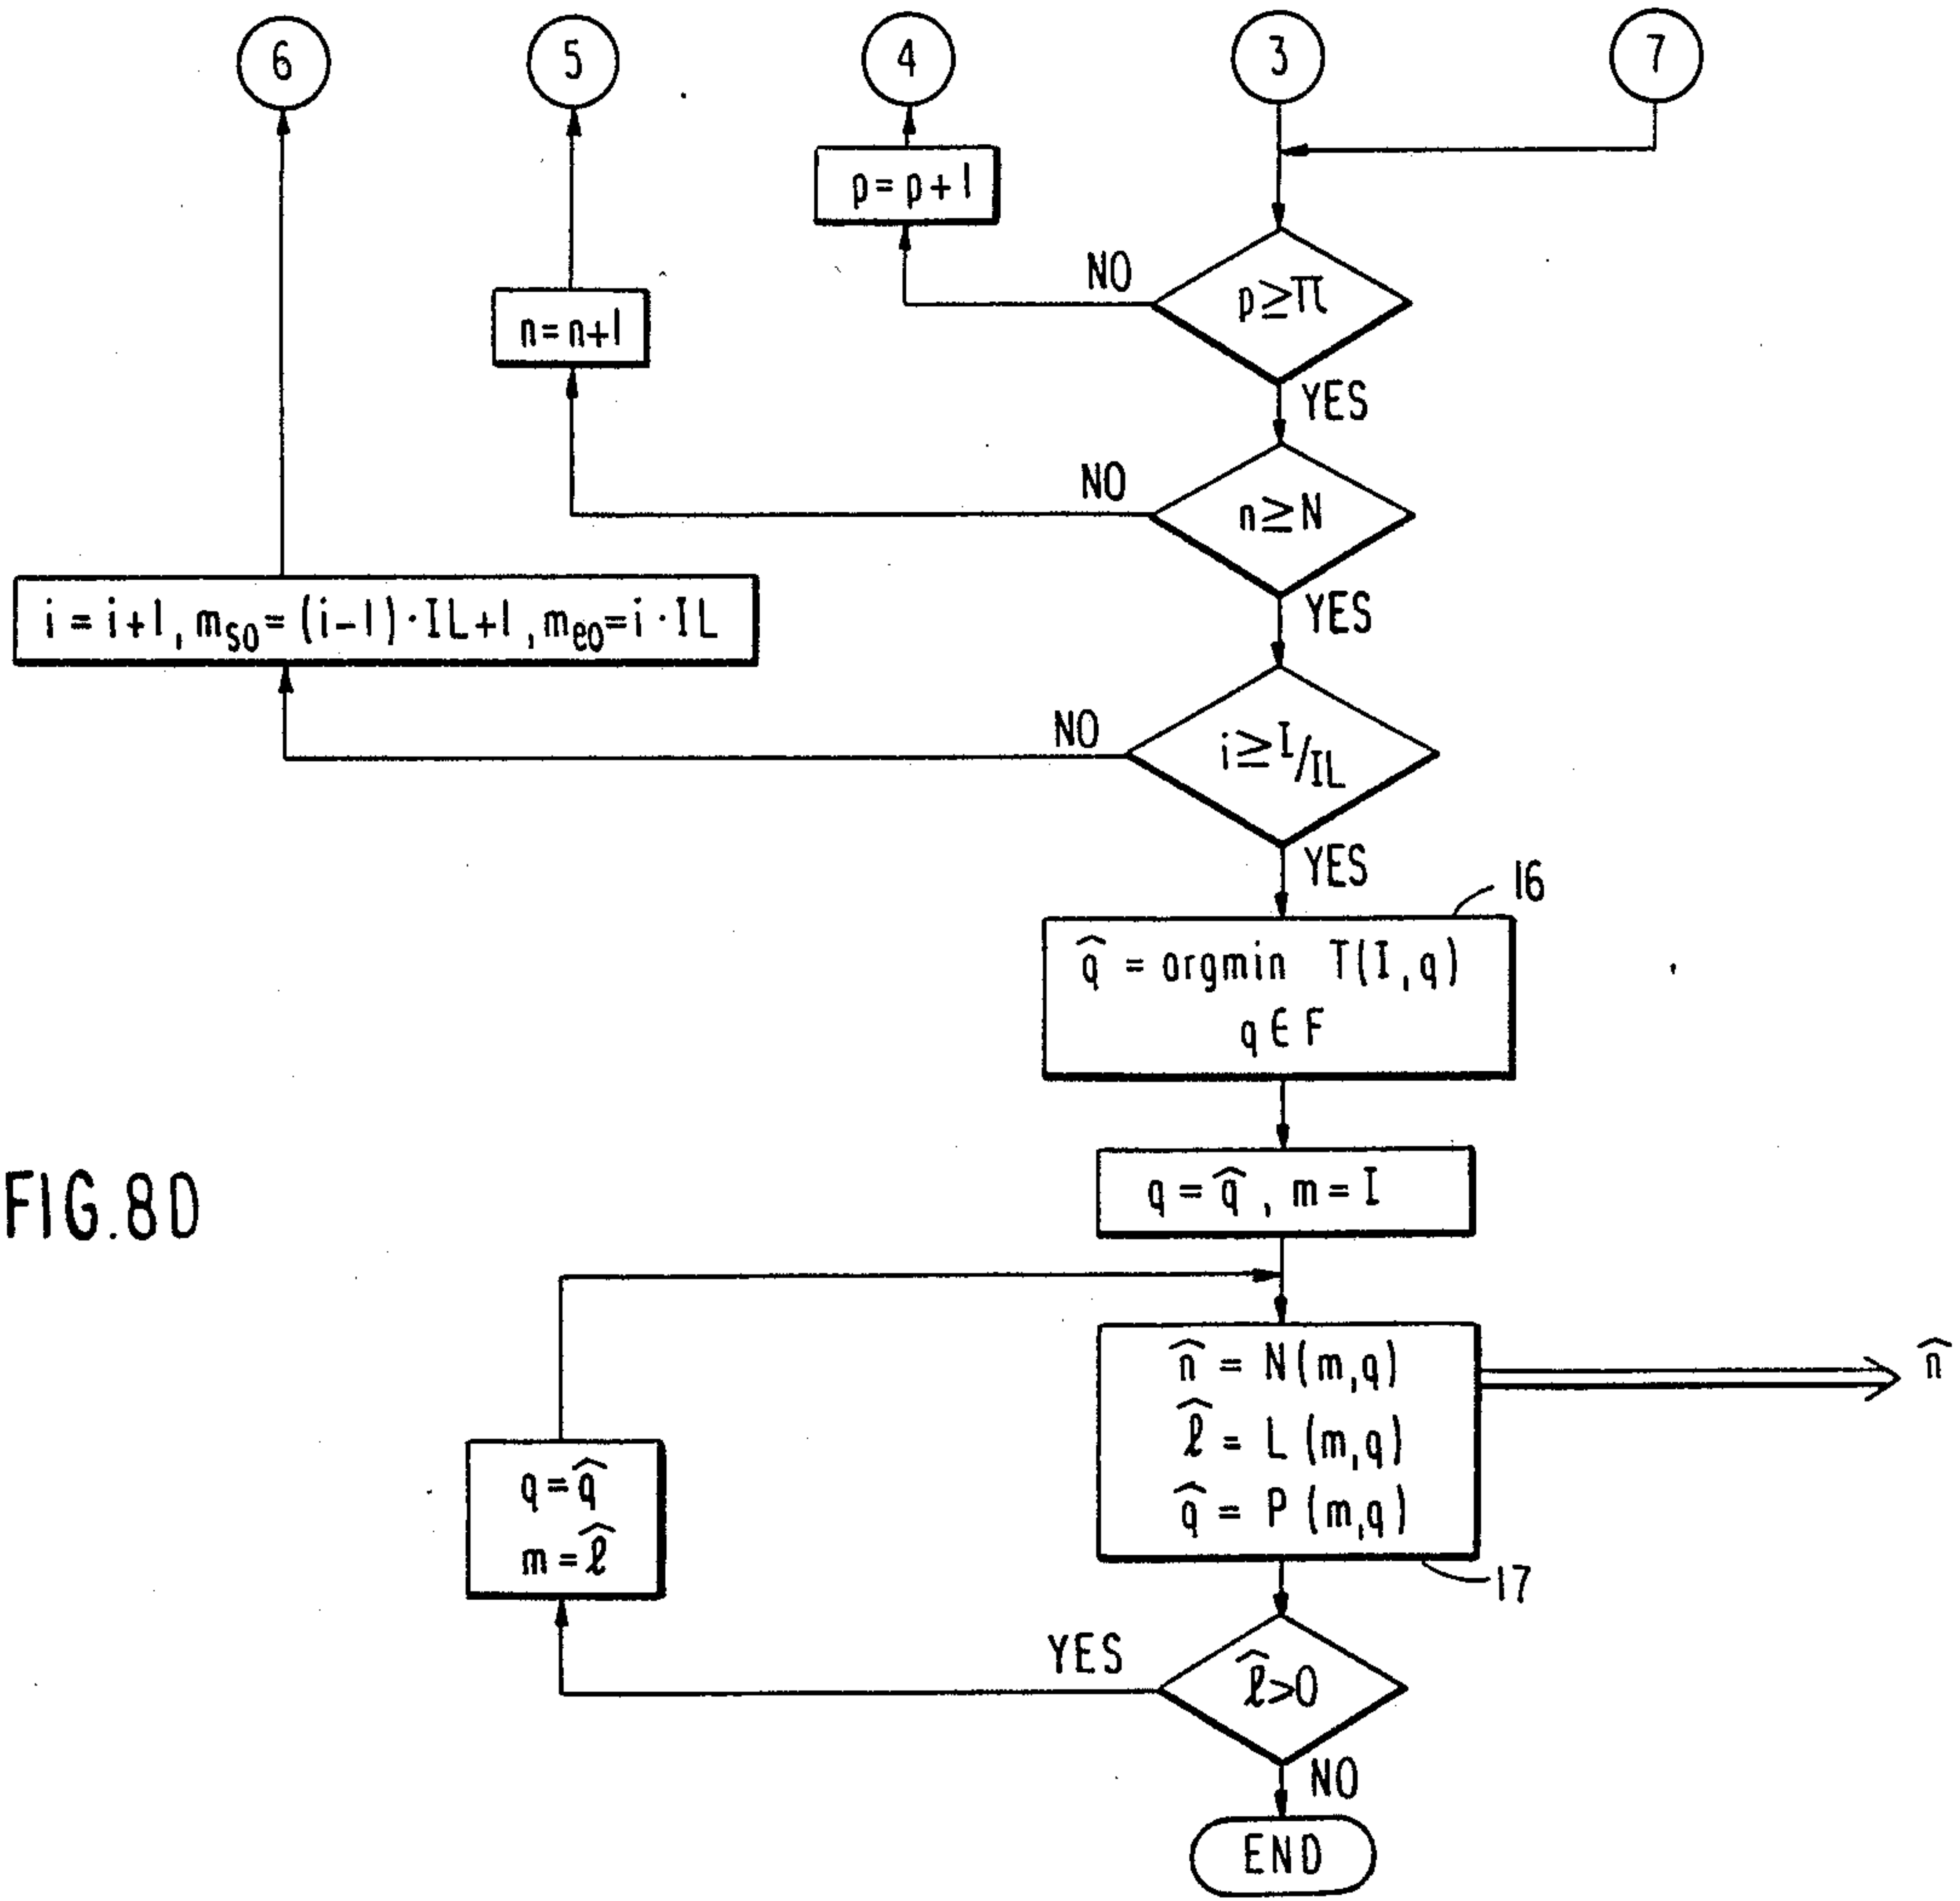 6
5
4
3
7
p=p+1
NO
p≥π
n=n+1
YES
NO
n≥N
YES
i=i+1, mso=(i-1)·IL+1, meo=i·IL
NO
i≥I/IL
YES
16
q̂ = argmin T(I,q)
q∈F
q=q̂, m=I
FIG.8D
n̂ = N(m,q)
n̂
ℓ̂ = L(m,q)
q̂ = P(m,q)
q=q̂
m=ℓ̂
17
YES
ℓ̂>0
NO
END